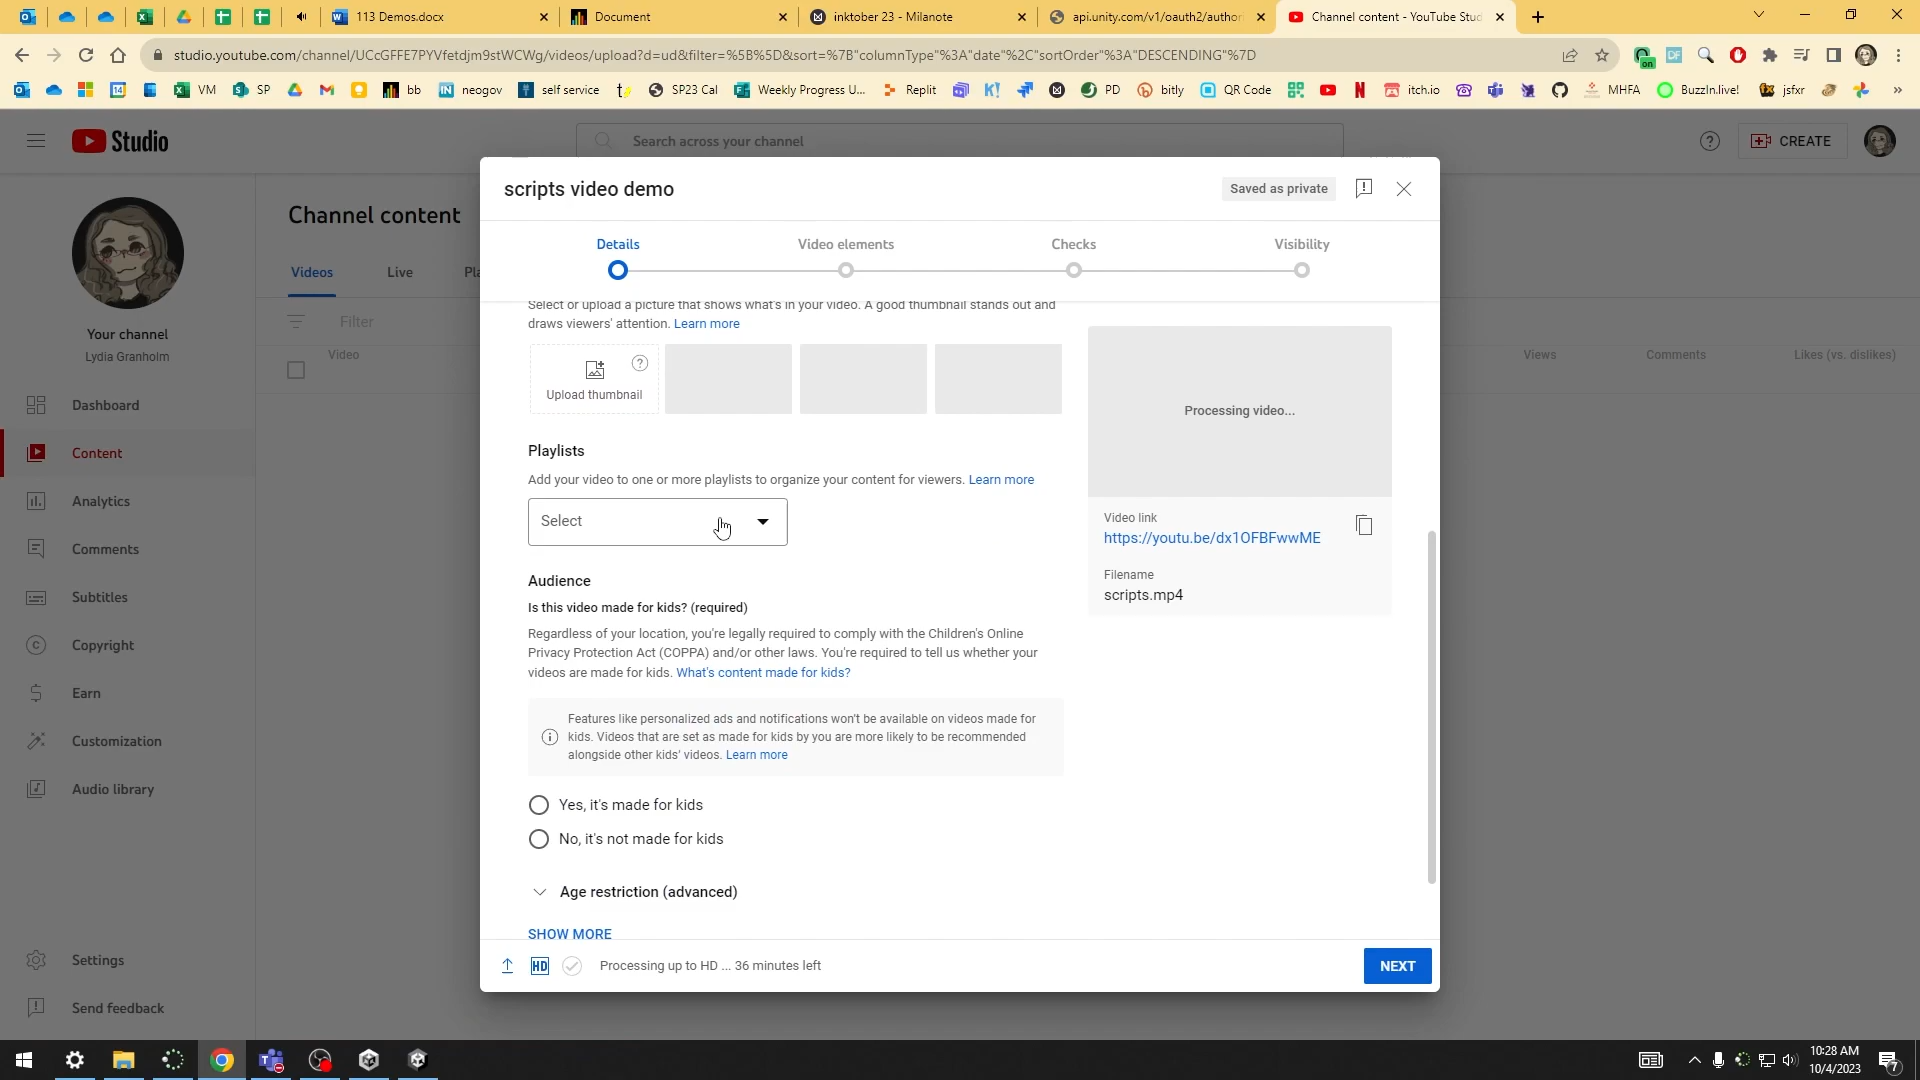 113 Demos.docx
Document
inktober 23 - Milanote
api.unity.com/v1/oauth2/author
Channel content - YouTube Stud
studio.youtube.com/channel/UCcGFFE7PYVfetdjm9stWCWg/videos/upload?d=ud&filter=%5B%5D&sort=%7B"columnType"%3A"date"%2C"sortOrder"%3A"DESCENDING"%7D
VM
SP
bb
neogov
self service
SP23 Cal
Weekly Progress U...
Replit
PD
bitly
QR Code
itch.io
MHFA
BuzzIn.live!
jsfxr
Studio
Search across your channel
CREATE
Your channel
Lydia Granholm
Dashboard
Content
Analytics
Comments
Subtitles
Copyright
Earn
Customization
Audio library
Settings
Send feedback
Channel content
Videos
Live
Filter
Video
Views
Comments
Likes (vs. dislikes)
scripts video demo
Saved as private
Details
Video elements
Checks
Visibility
Select or upload a picture that shows what's in your video. A good thumbnail stands out and
draws viewers' attention. Learn more
Upload thumbnail
Playlists
Add your video to one or more playlists to organize your content for viewers. Learn more
Select
Audience
Is this video made for kids? (required)
Regardless of your location, you're legally required to comply with the Children's Online
Privacy Protection Act (COPPA) and/or other laws. You're required to tell us whether your
videos are made for kids. What's content made for kids?
Features like personalized ads and notifications won't be available on videos made for
kids. Videos that are set as made for kids by you are more likely to be recommended
alongside other kids' videos. Learn more
Yes, it's made for kids
No, it's not made for kids
Age restriction (advanced)
SHOW MORE
Processing video...
Video link
https://youtu.be/dx1OFBFwwME
Filename
scripts.mp4
HD
Processing up to HD ... 36 minutes left
NEXT
10:28 AM
10/4/2023
7